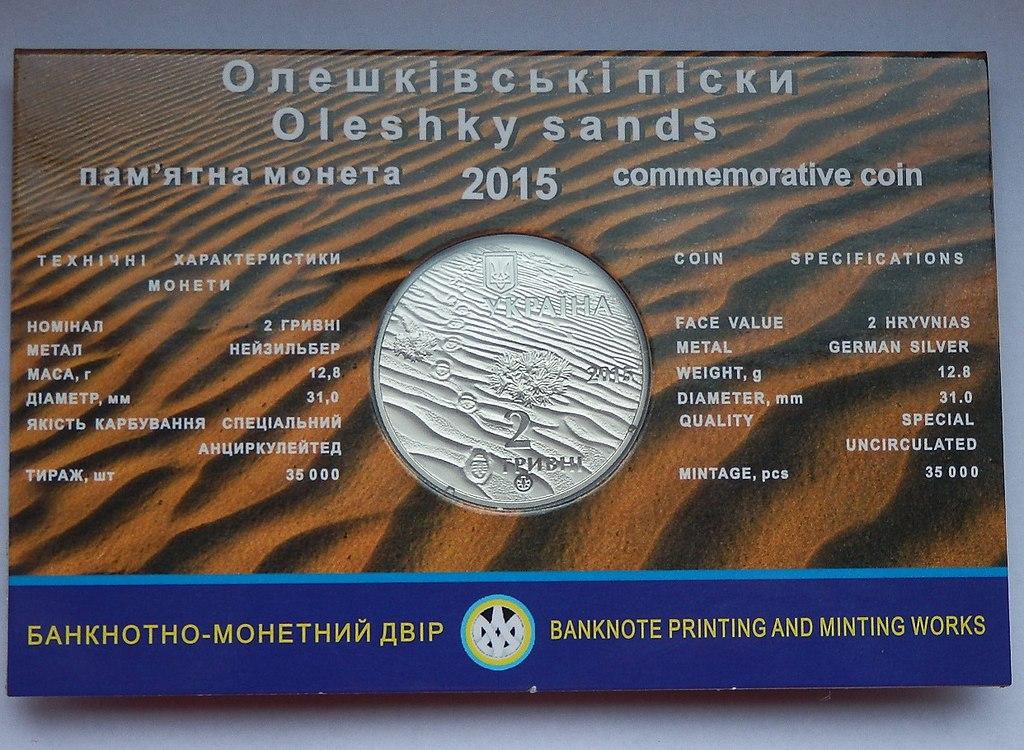 Олешківські піски
Oleshky sands
пам'ятна монета 2015 commemorative coin
ТЕХНІЧНІ ХАРАКТЕРИСТИКИ
МОНЕТИ
НОМІНАЛ 2 ГРИВНІ
МЕТАЛ НЕЙЗИЛЬБЕР
МАСА, г 12,8
ДІАМЕТР, мм 31,0
ЯКІСТЬ КАРБУВАННЯ СПЕЦІАЛЬНИЙ
АНЦИРКУЛЕЙТЕД
ТИРАЖ, шт 35 000
УКРАЇНА
2015
2
ГРИВНІ
COIN SPECIFICATIONS
FACE VALUE 2 HRYVNIAS
METAL GERMAN SILVER
WEIGHT, g 12.8
DIAMETER, mm 31.0
QUALITY SPECIAL
UNCIRCULATED
MINTAGE, pcs 35 000
БАНКНОТНО-МОНЕТНИЙ ДВІР BANKNOTE PRINTING AND MINTING WORKS